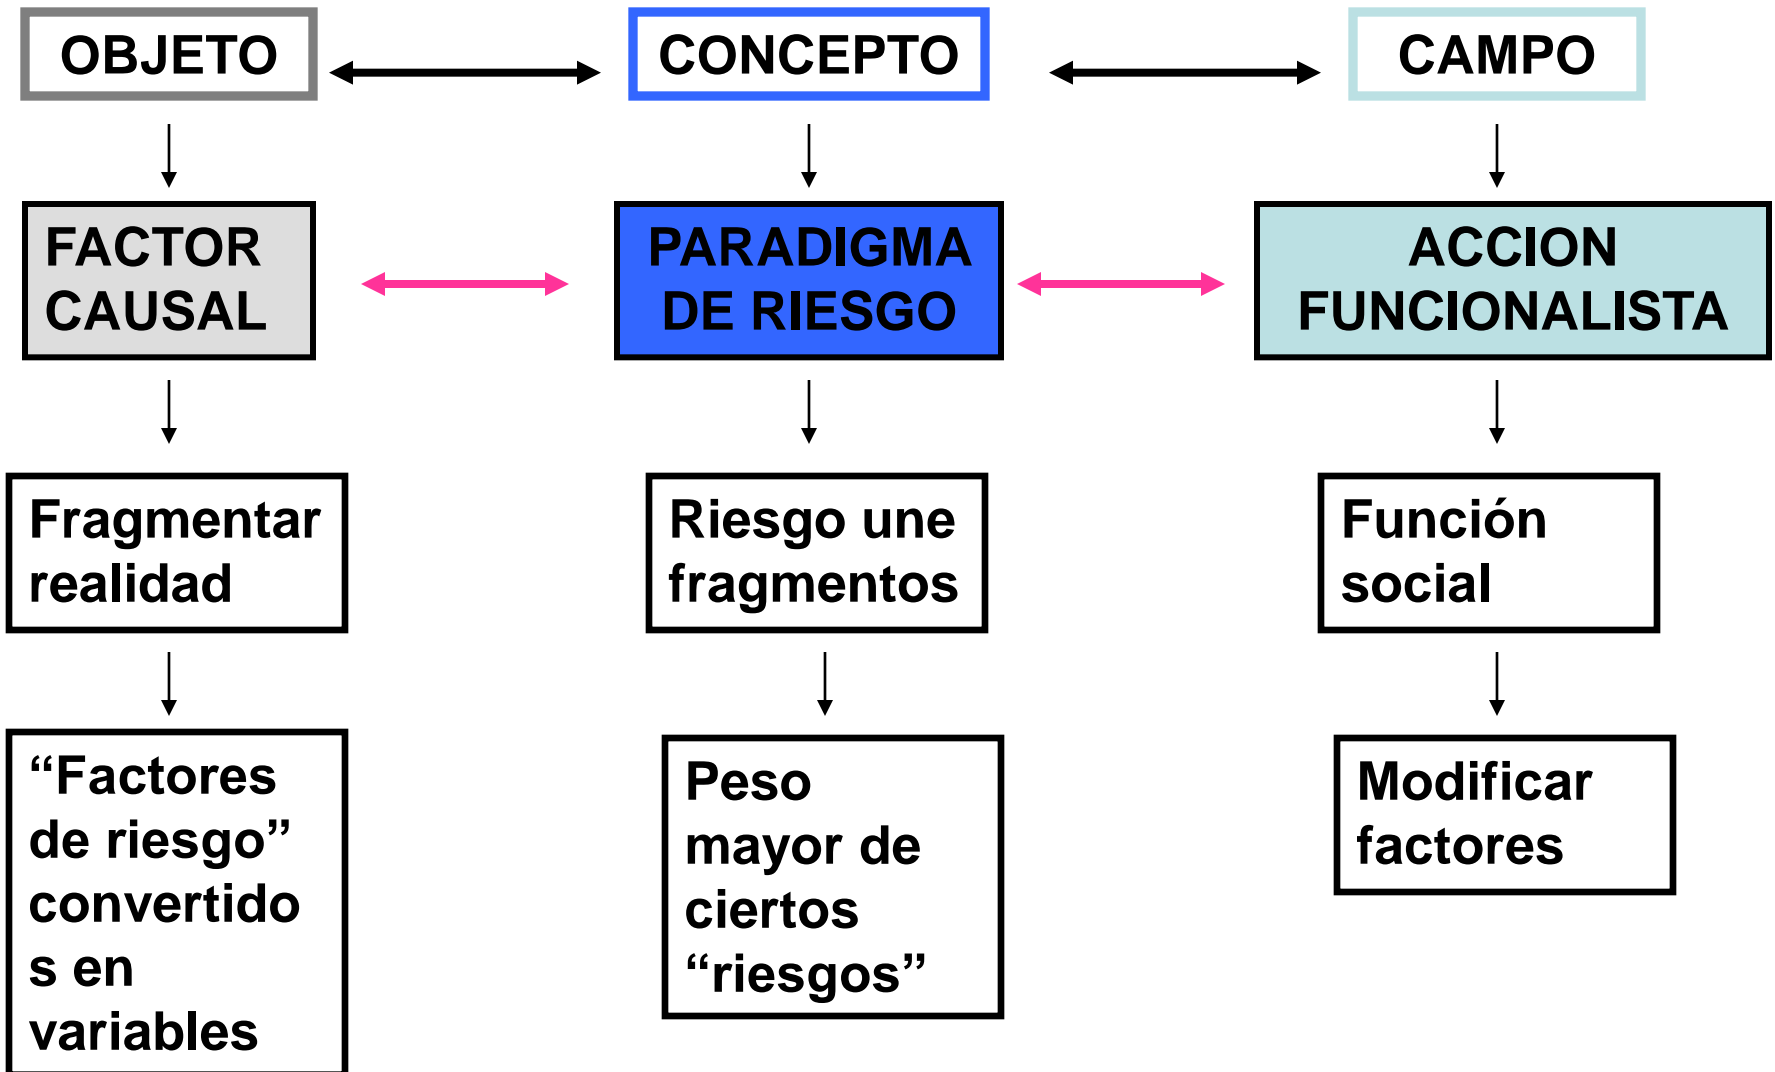 OBJETO
CONCEPTO
CAMPO
FACTOR
CAUSAL
PARADIGMA
DE RIESGO
ACCION
FUNCIONALISTA
Fragmentar
realidad
Riesgo une
fragmentos
Función
social
“Factores
de riesgo”
convertido
s en
variables
Peso
mayor de
ciertos
“riesgos”
Modificar
factores